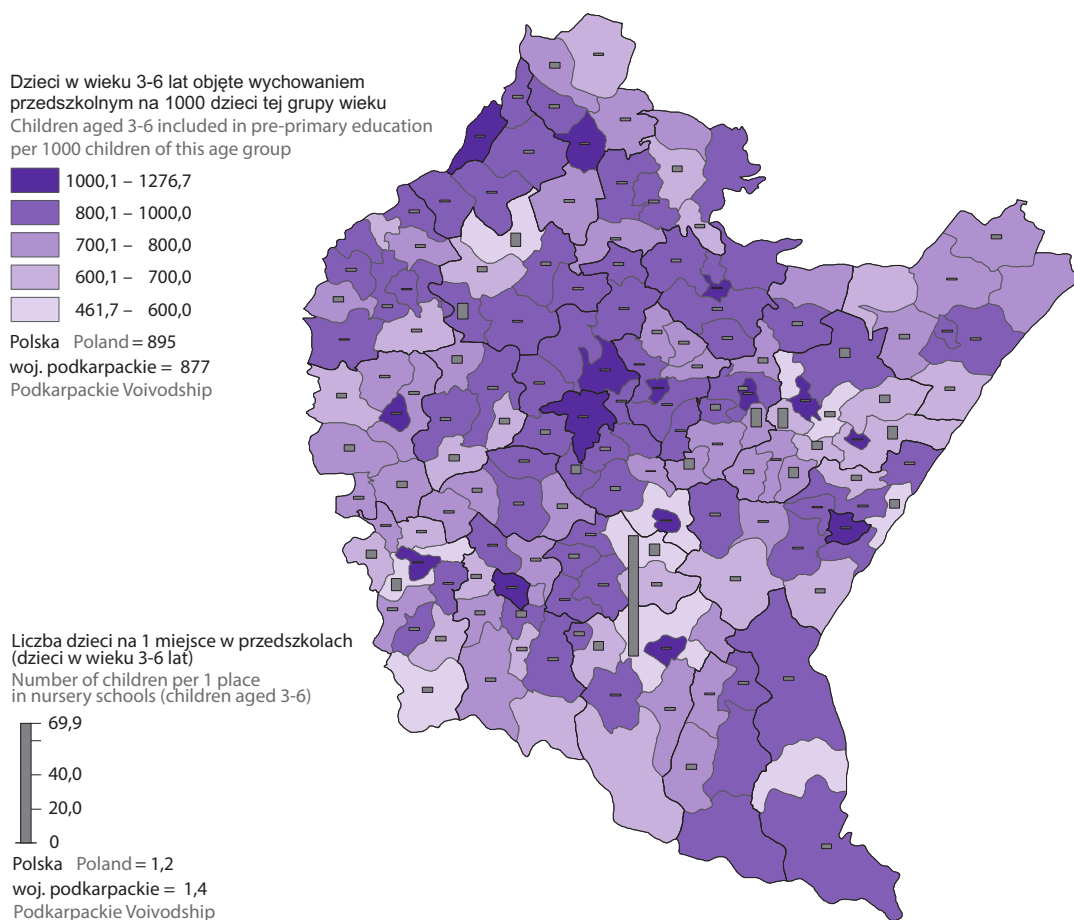 Dzieci w wieku 3-6 lat objęte wychowaniem
przedszkolnym na 1000 dzieci tej grupy wieku
Children aged 3-6 included in pre-primary education
per 1000 children of this age group
1000,1 – 1276,7
800,1 – 1000,0
700,1 – 800,0
600,1 – 700,0
461,7 – 600,0
Polska Poland = 895
woj. podkarpackie = 877
Podkarpackie Voivodship
Liczba dzieci na 1 miejsce w przedszkolach
(dzieci w wieku 3-6 lat)
Number of children per 1 place
in nursery schools (children aged 3-6)
69,9
40,0
20,0
0
Polska Poland = 1,2
woj. podkarpackie = 1,4
Podkarpackie Voivodship